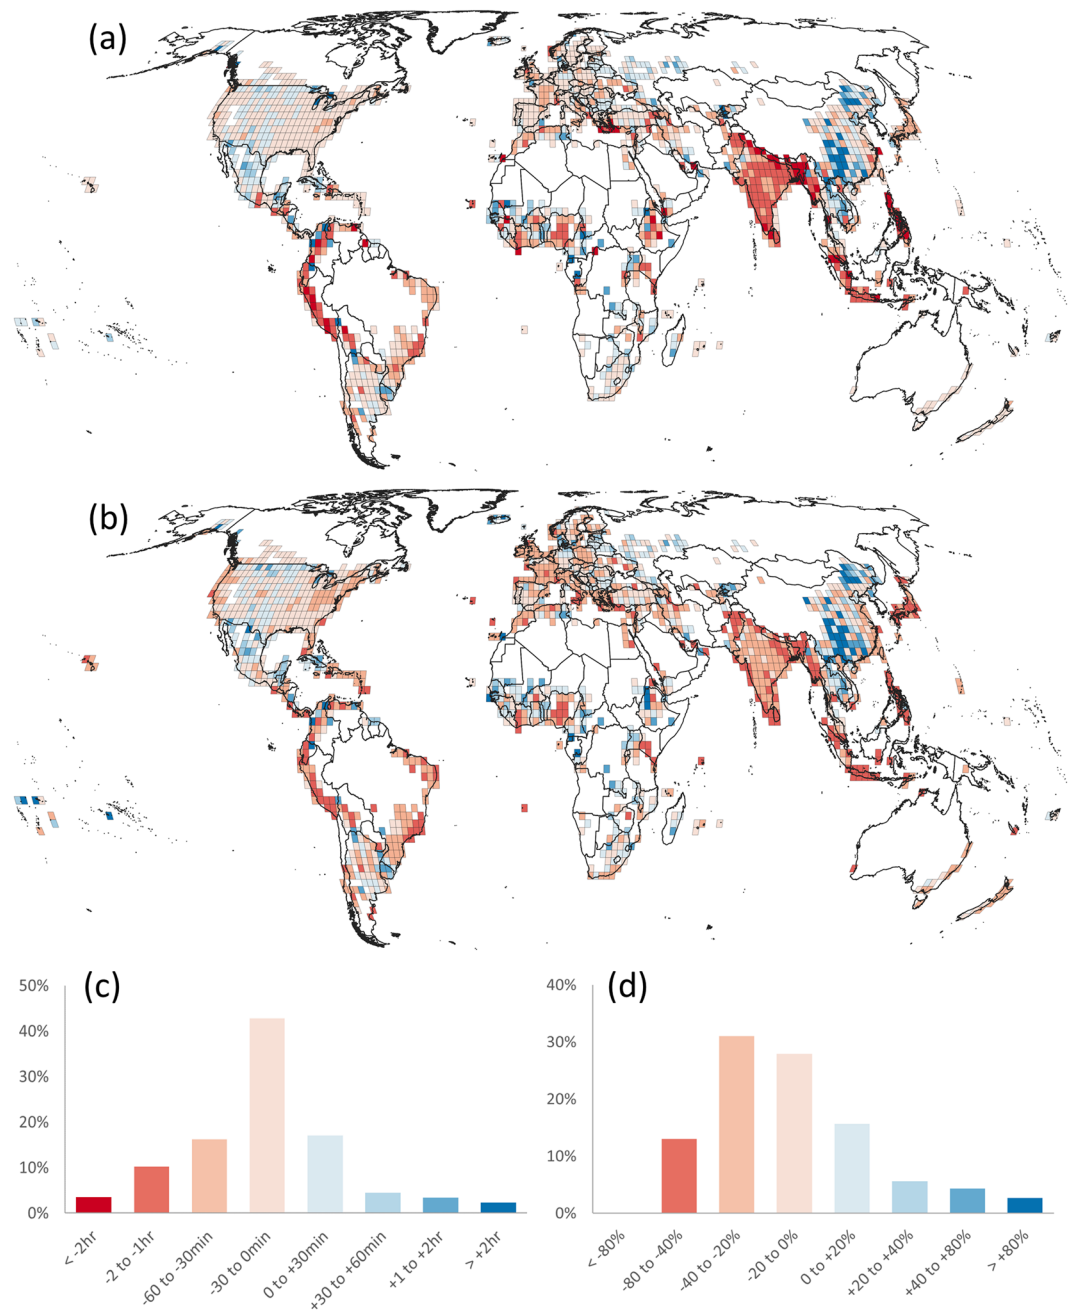 (a)
(b)
(c)
50%
40%
30%
20%
10%
0%
< -2hr
-2 to -1hr
-60 to -30min
-30 to 0min
0 to +30min
+30 to +60min
+1 to +2hr
> +2hr
(d)
40%
30%
20%
10%
0%
< -80%
-80 to -40%
-40 to -20%
-20 to 0%
0 to +20%
+20 to +40%
+40 to +80%
> +80%